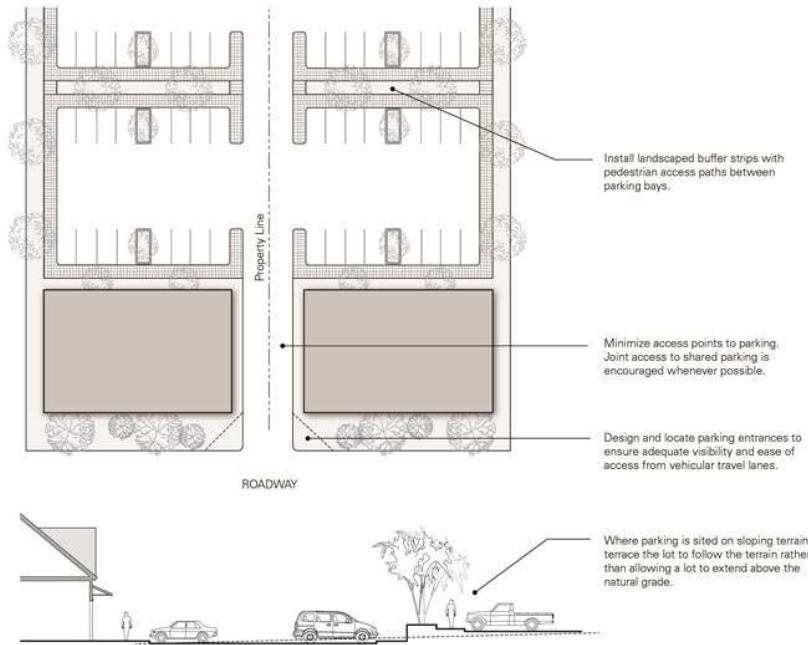 Install landscaped buffer strips with
pedestrian access paths between
parking bays.
Property Line
Minimize access points to parking.
Joint access to shared parking is
encouraged whenever possible.
Design and locate parking entrances to
ensure adequate visibility and ease of
access from vehicular travel lanes.
ROADWAY
Where parking is sited on sloping terrain
terrace the lot to follow the terrain rather
than allowing a lot to extend above the
natural grade.